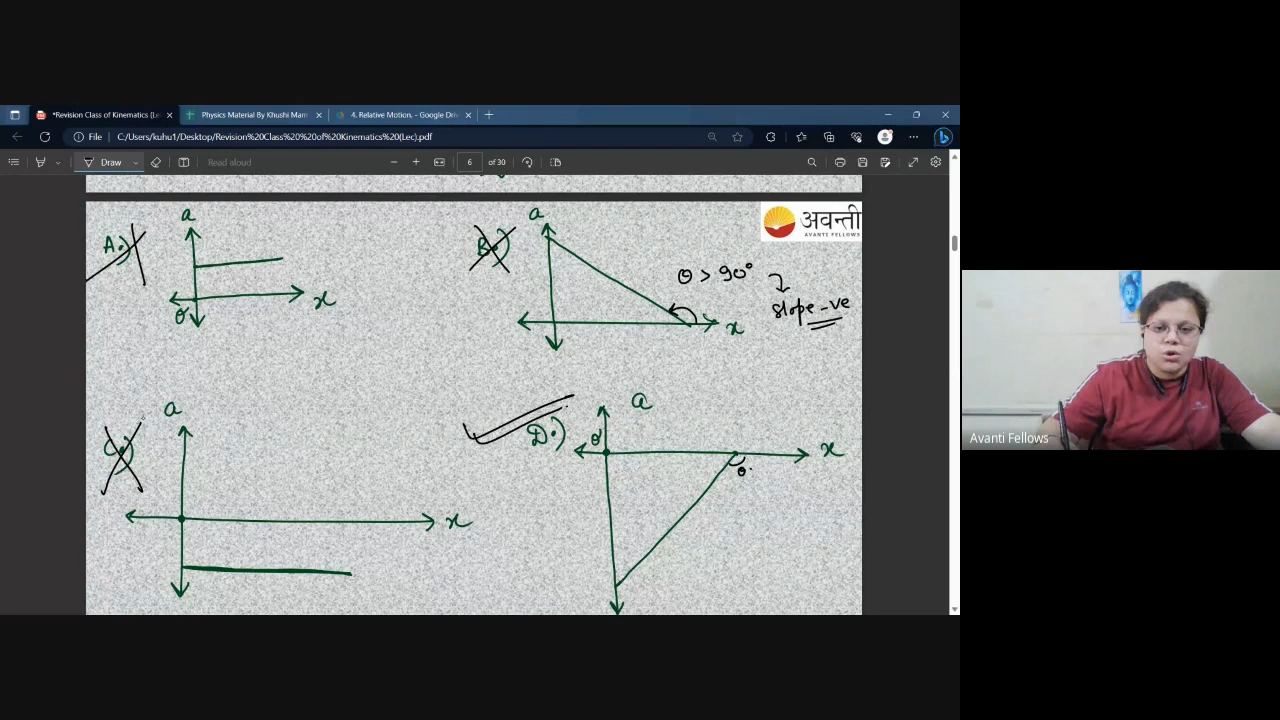 *Revision Class of Kinematics (Le
Physics Material By Khushi Mam
4. Relative Motion. - Google Driv
File
C:/Users/kuhu1/Desktop/Revision%20Class%20%20of%20Kinematics%20(Lec).pdf
Draw
Read aloud
6
of 30
अवन्ती
AVANTI FELLOWS
A.)
a
x
B.)
a
θ > 90°
slope -ve
x
a
C.)
x
D.)
a
x
θ
Avanti Fellows